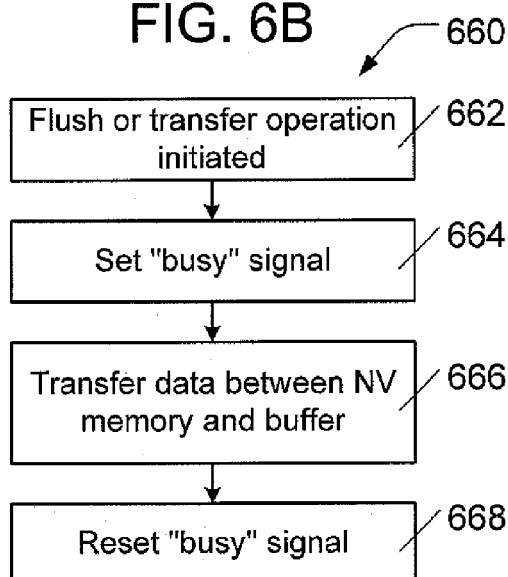 FIG. 6B
660
Flush or transfer operation
initiated
662
Set "busy" signal
664
Transfer data between NV
memory and buffer
666
Reset "busy" signal
668